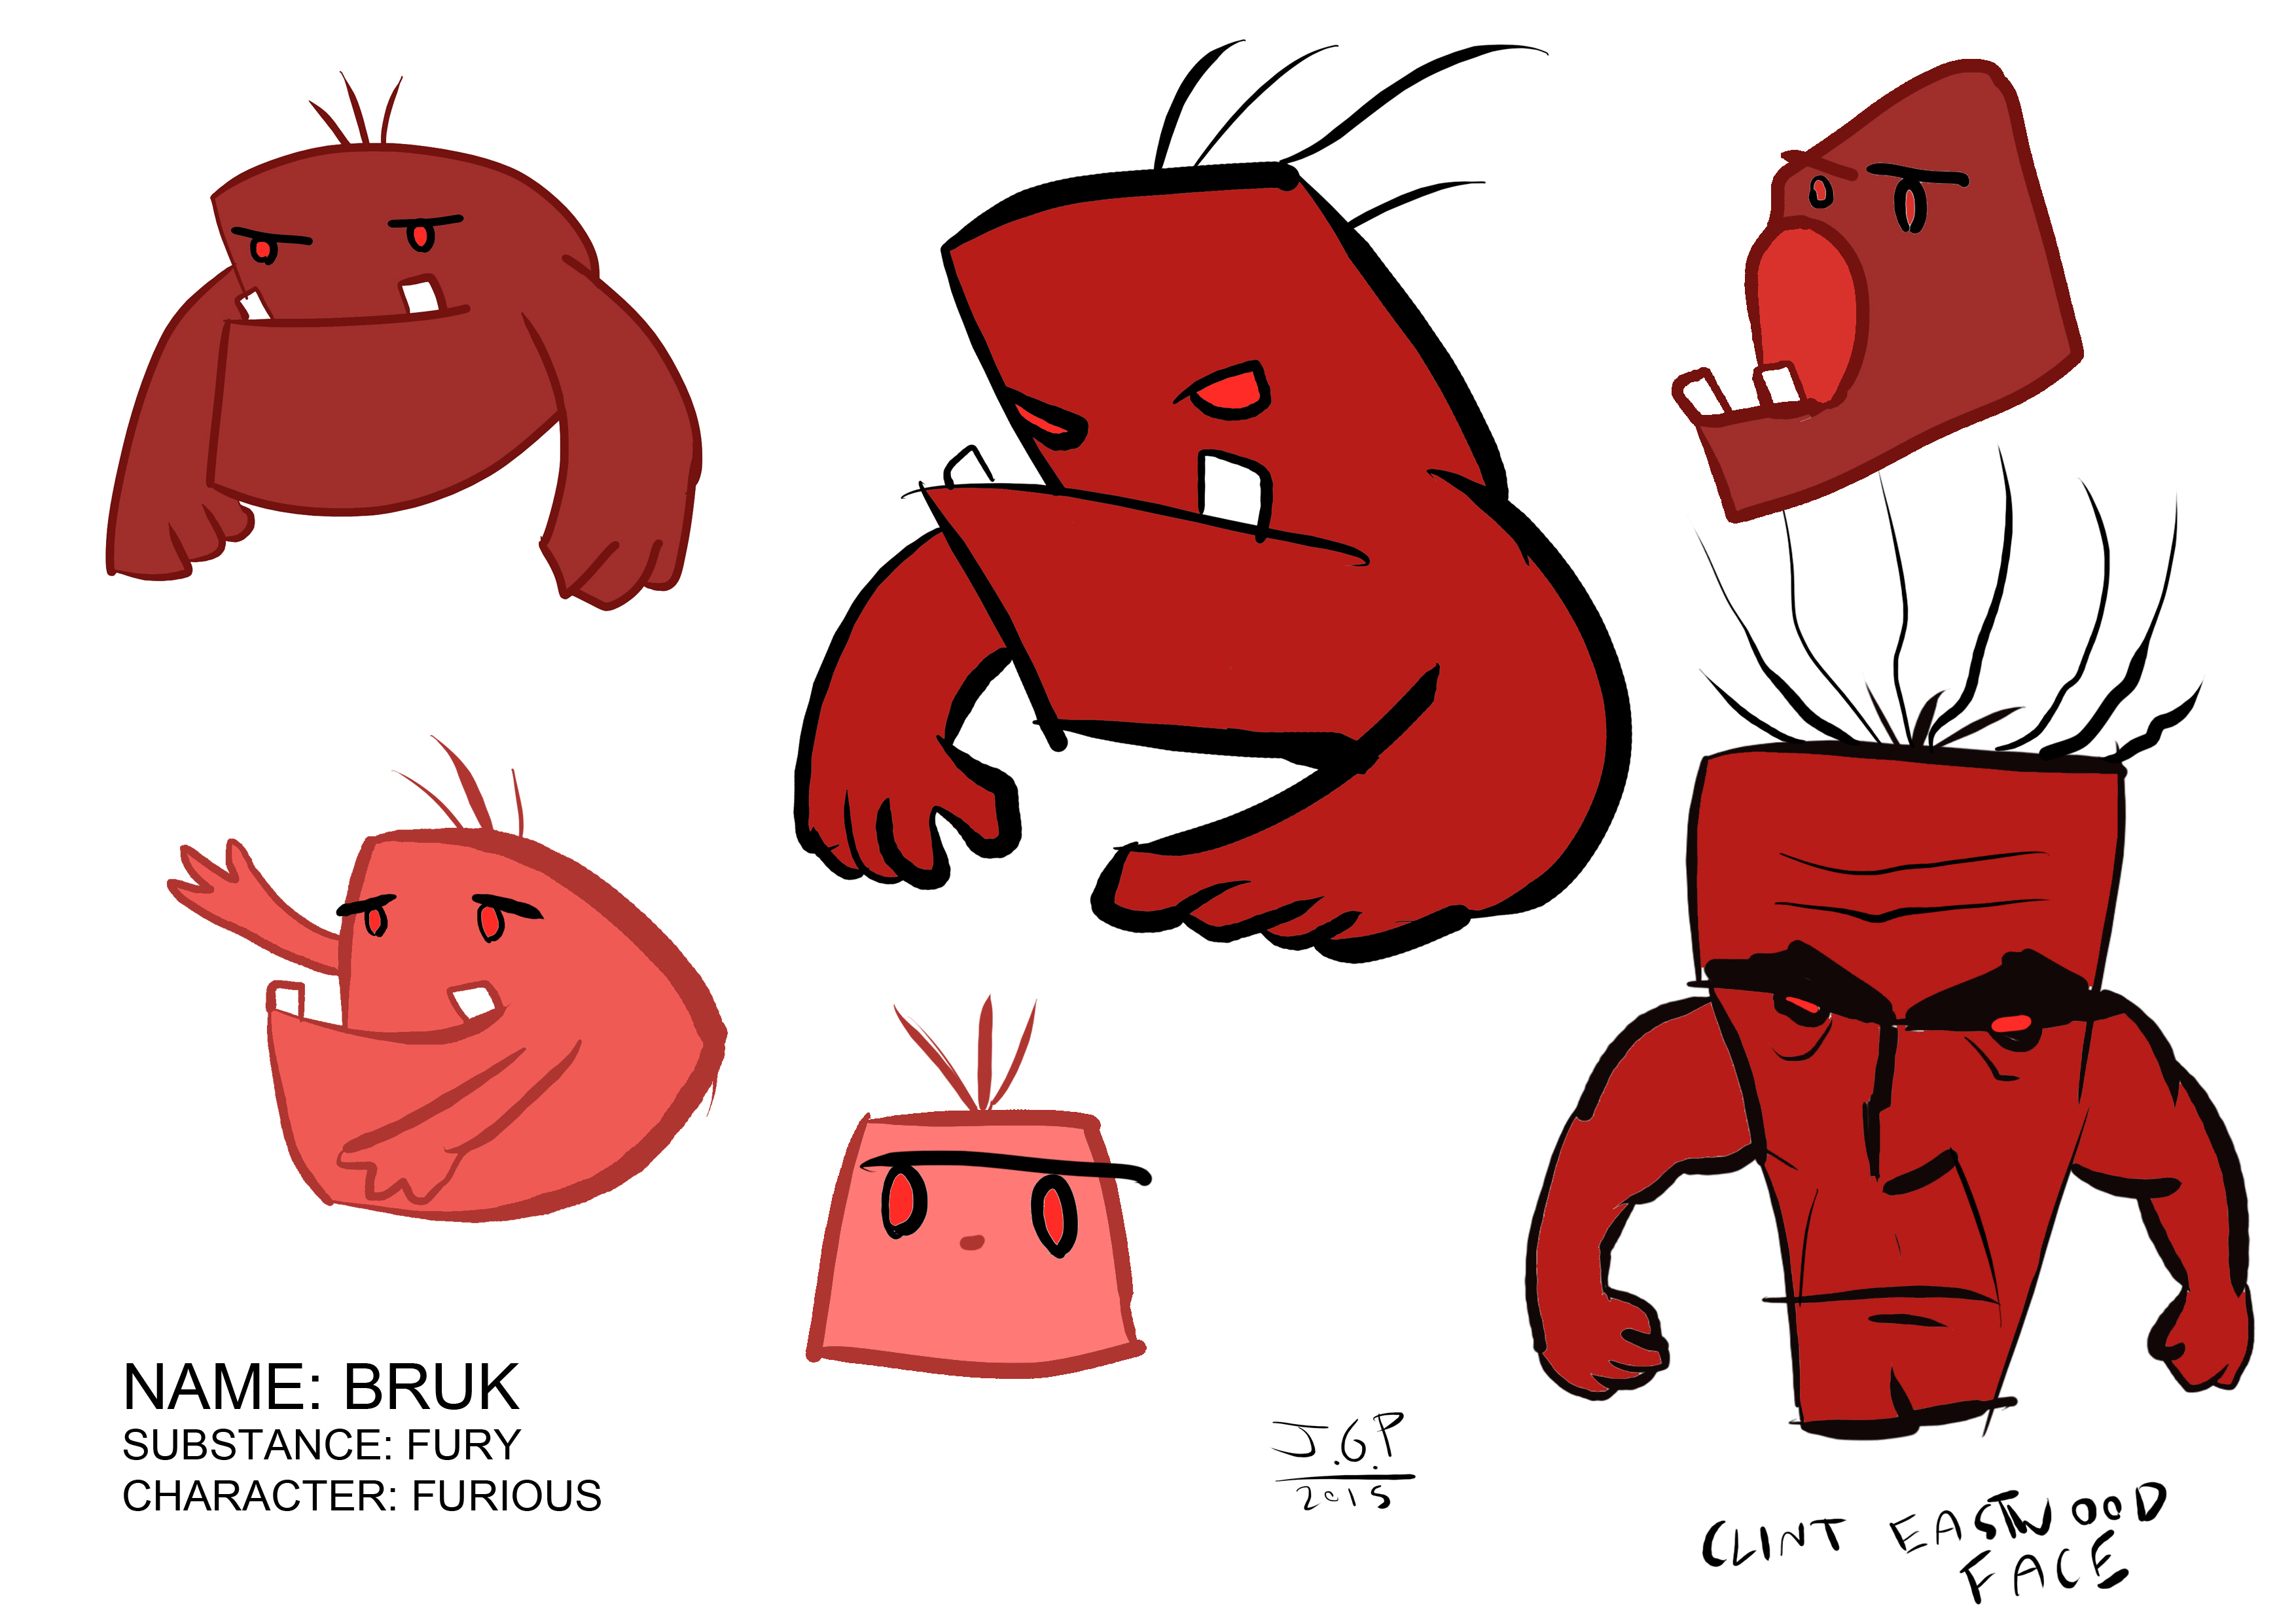 NAME: BRUK
SUBSTANCE: FURY
CHARACTER: FURIOUS
J.G.P
2015
CLINT EASTWOOD
FACE